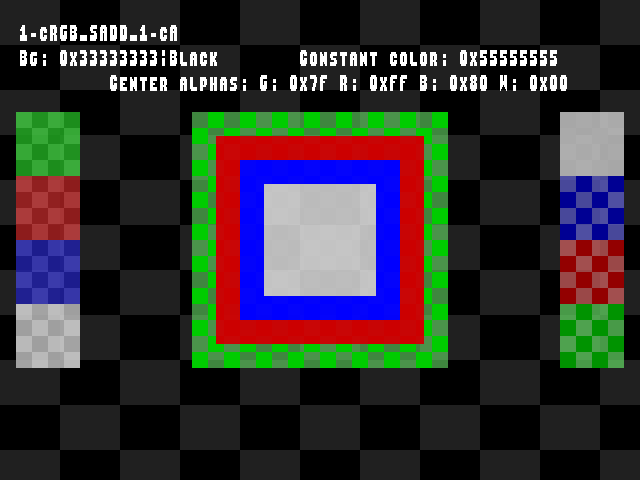 1-cRGB_SADD_1-cA
Bg: 0x33333333¦Black Constant color: 0x55555555
Center alphas: G: 0x7F R: 0xFF B: 0x80 W: 0x00